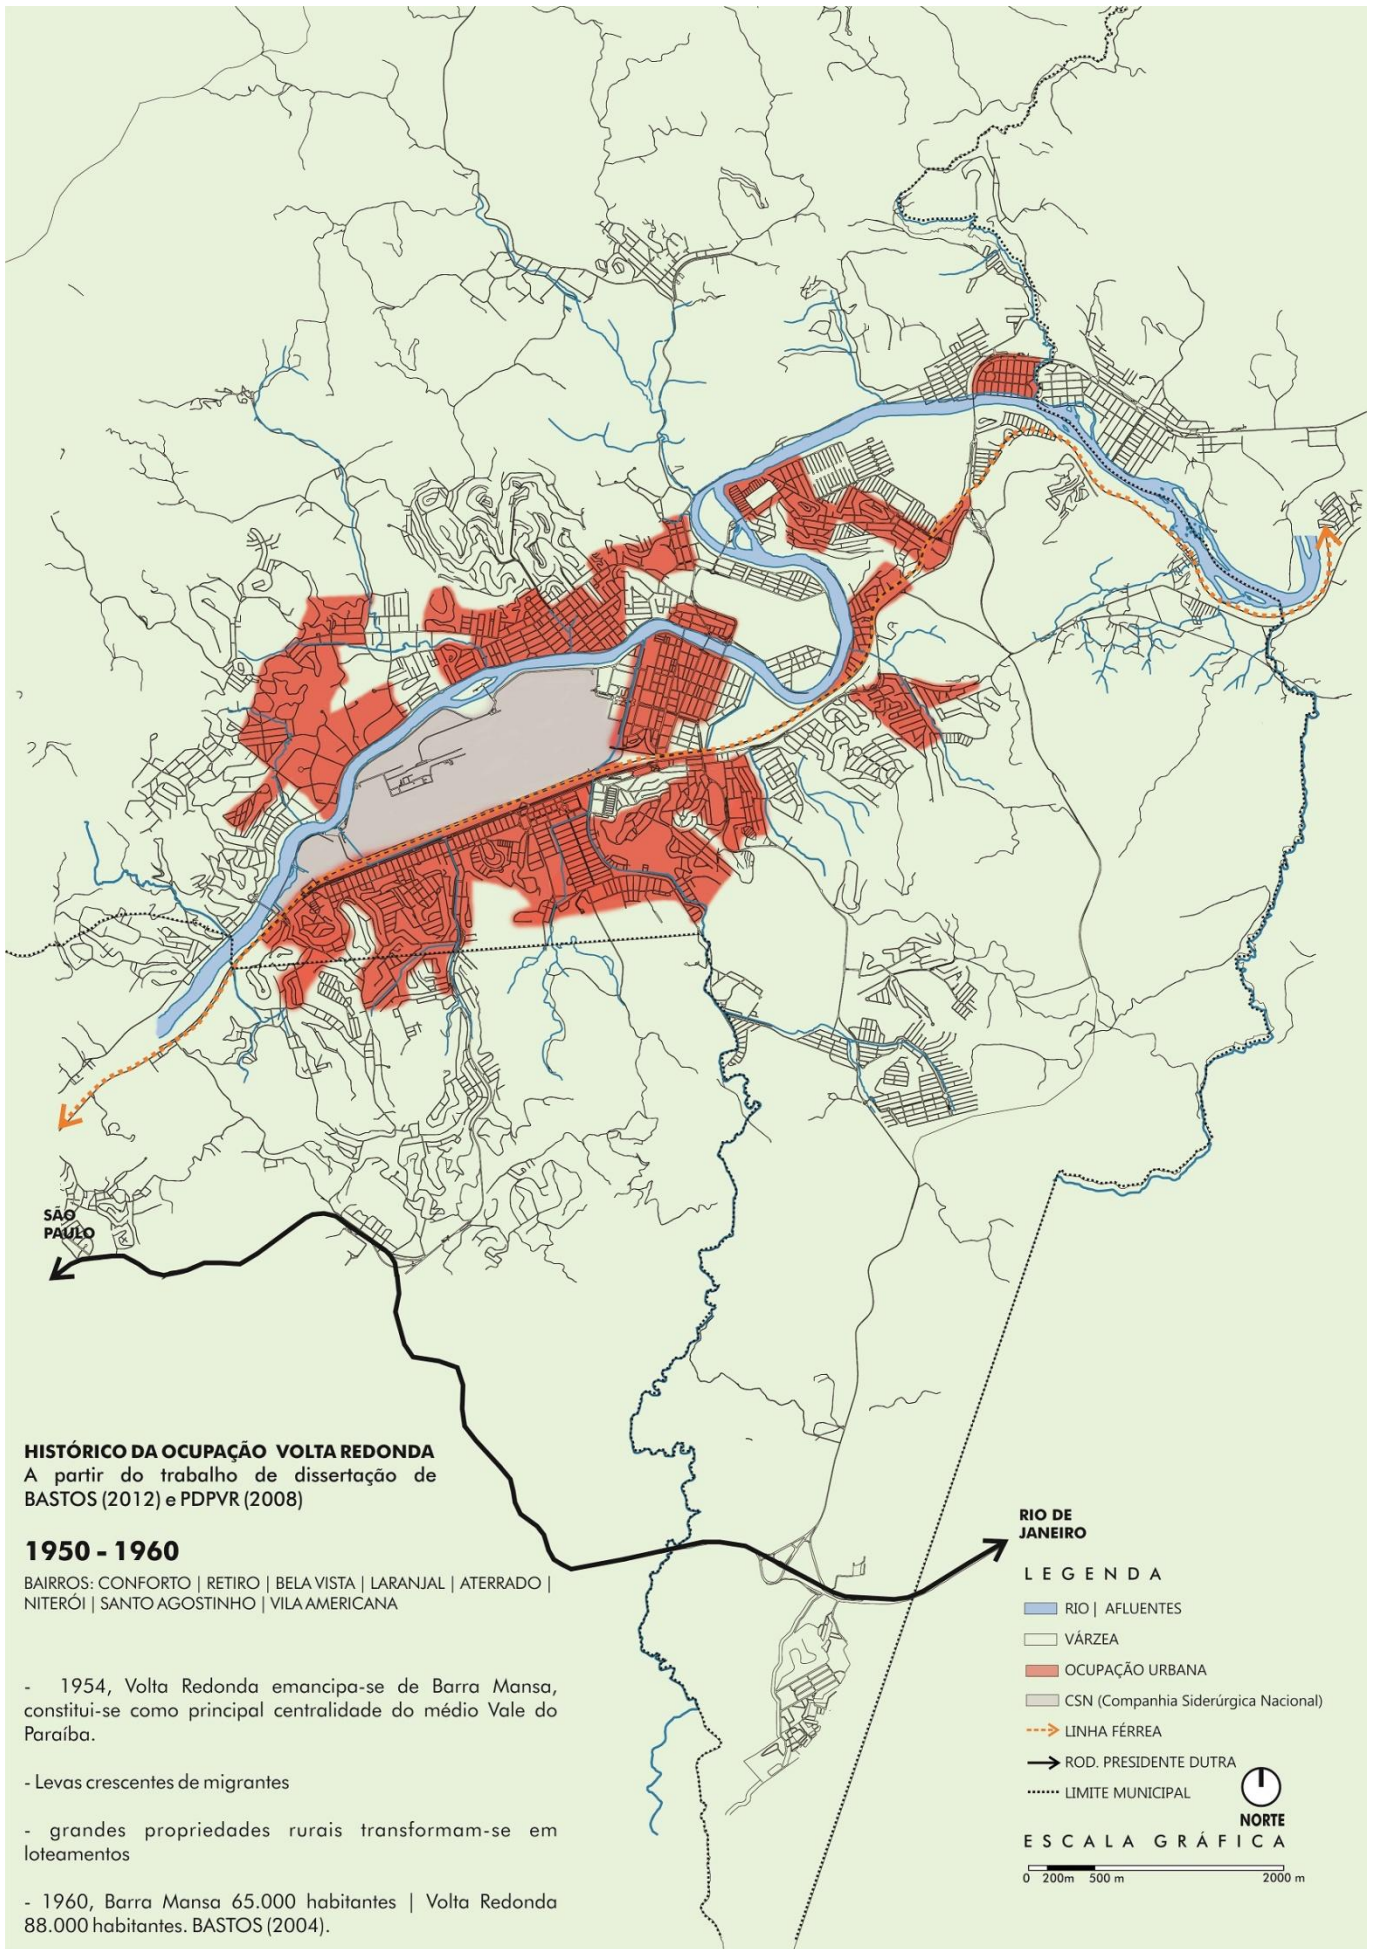 SÃO
PAULO
HISTÓRICO DA OCUPAÇÃO VOLTA REDONDA
A partir do trabalho de dissertação de
BASTOS (2012) e PDPVR (2008)
1950 - 1960
BAIRROS: CONFORTO | RETIRO | BELA VISTA | LARANJAL | ATERRADO |
NITERÓI | SANTO AGOSTINHO | VILA AMERICANA
- 1954, Volta Redonda emancipa-se de Barra Mansa,
constitui-se como principal centralidade do médio Vale do
Paraíba.
- Levas crescentes de migrantes
- grandes propriedades rurais transformam-se em
loteamentos
- 1960, Barra Mansa 65.000 habitantes | Volta Redonda
88.000 habitantes. BASTOS (2004).
RIO DE
JANEIRO
LEGENDA
RIO | AFLUENTES
VÁRZEA
OCUPAÇÃO URBANA
CSN (Companhia Siderúrgica Nacional)
LINHA FÉRREA
ROD. PRESIDENTE DUTRA
LIMITE MUNICIPAL
NORTE
ESCALA GRÁFICA
0 200m 500 m 2000 m